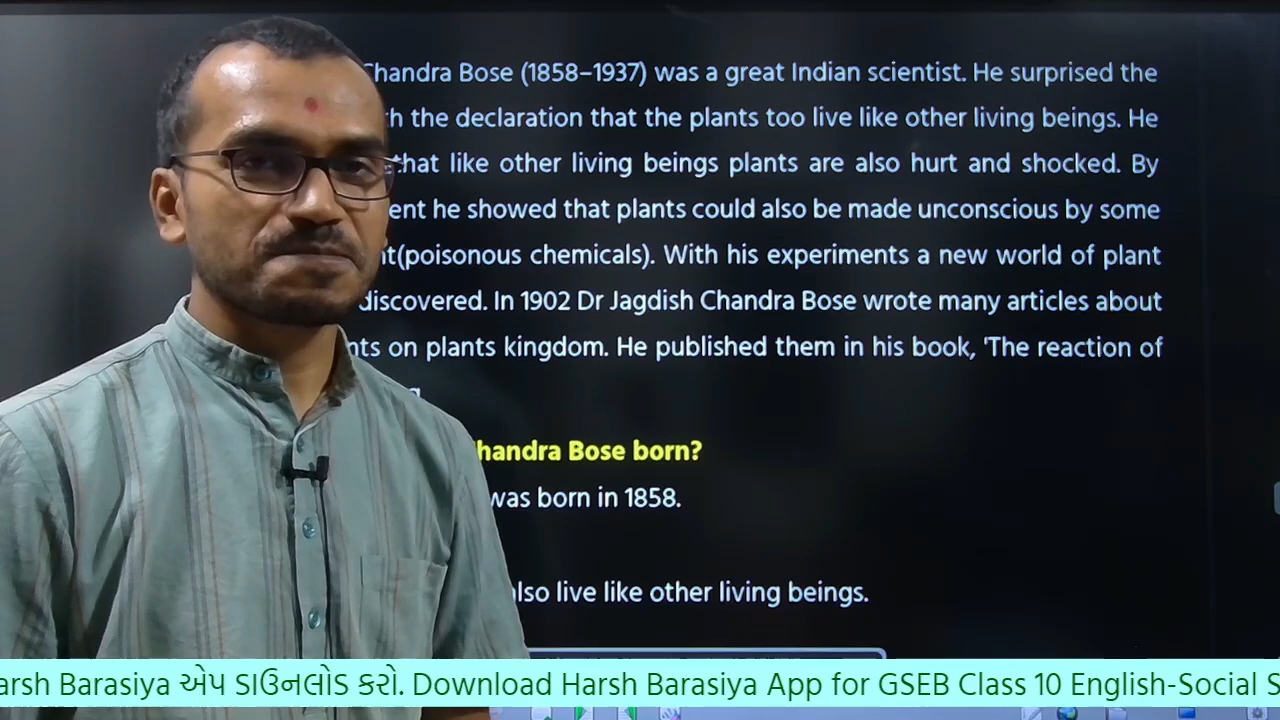 Chandra Bose (1858–1937) was a great Indian scientist. He surprised the
the declaration that the plants too live like other living beings. He
that like other living beings plants are also hurt and shocked. By
he showed that plants could also be made unconscious by some
(poisonous chemicals). With his experiments a new world of plant
discovered. In 1902 Dr Jagdish Chandra Bose wrote many articles about
on plants kingdom. He published them in his book, 'The reaction of
Chandra Bose born?
was born in 1858.
also live like other living beings.
arsh Barasiya એપ ડાઉનલોડ કરો. Download Harsh Barasiya App for GSEB Class 10 English-Social S